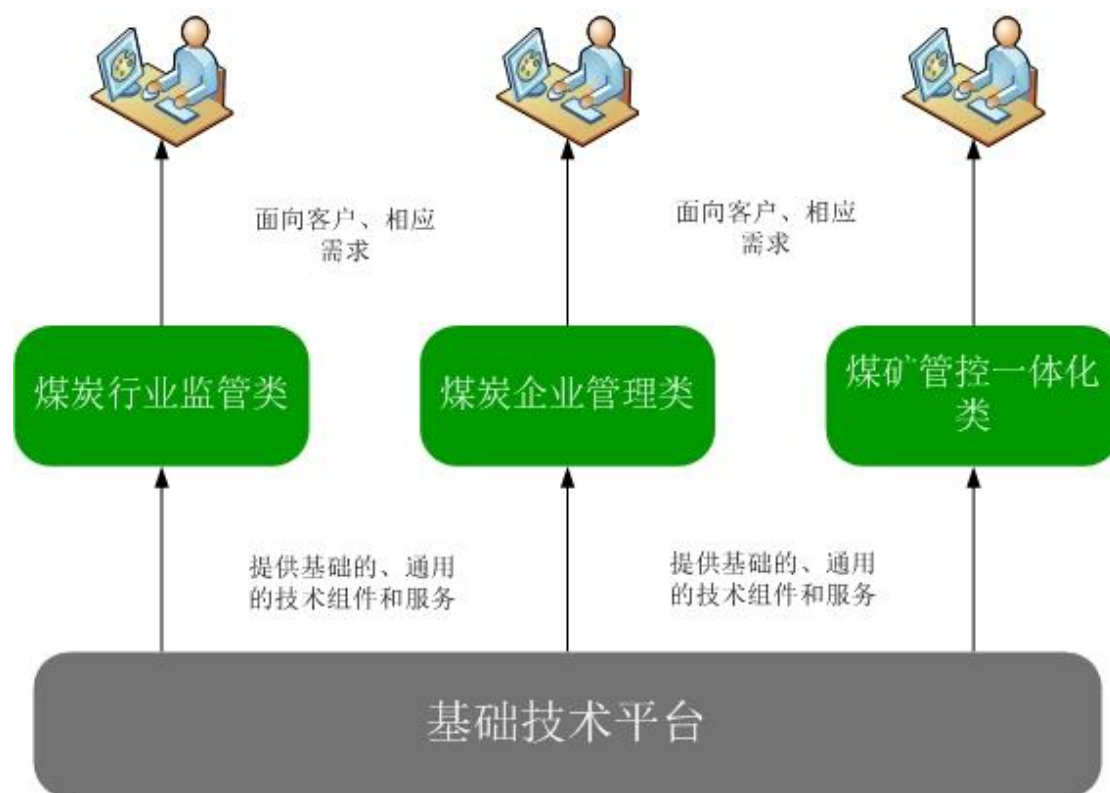 面向客户、相应
需求
面向客户、相应
需求
煤炭行业监管类
煤炭企业管理类
煤矿管控一体化
类
提供基础的、通用
的技术组件和服务
提供基础的、通用
的技术组件和服务
基础技术平台